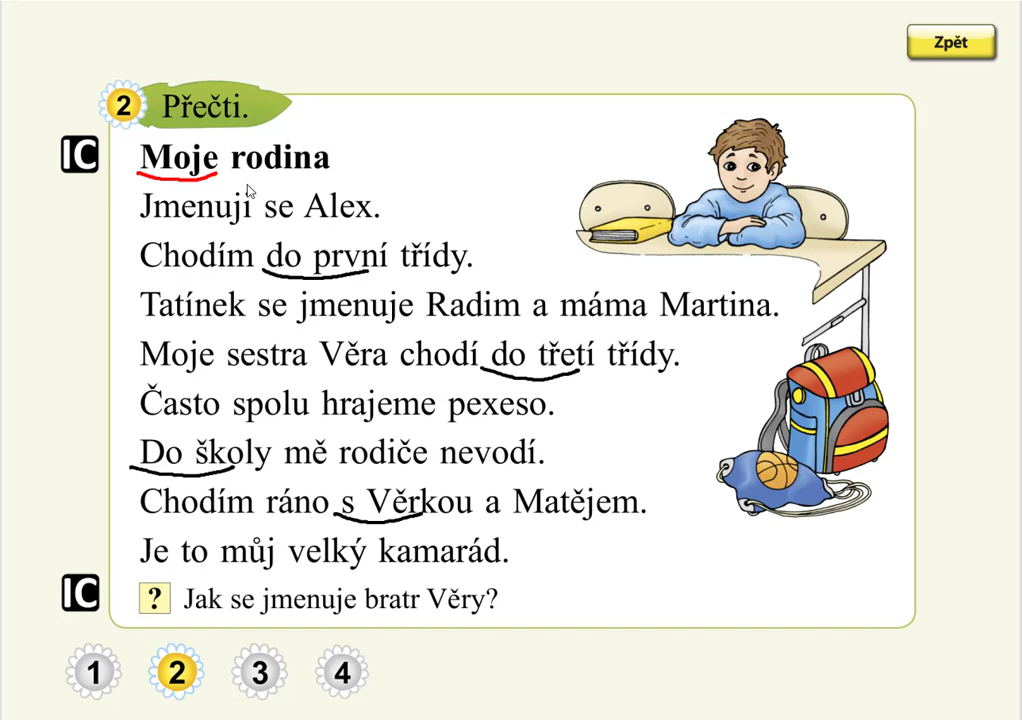 Zpět
2 Přečti.
IC
Moje rodina
Jmenuji se Alex.
Chodím do první třídy.
Tatínek se jmenuje Radim a máma Martina.
Moje sestra Věra chodí do třetí třídy.
Často spolu hrajeme pexeso.
Do školy mě rodiče nevodí.
Chodím ráno s Věrkou a Matějem.
Je to můj velký kamarád.
IC
? Jak se jmenuje bratr Věry?
1 2 3 4